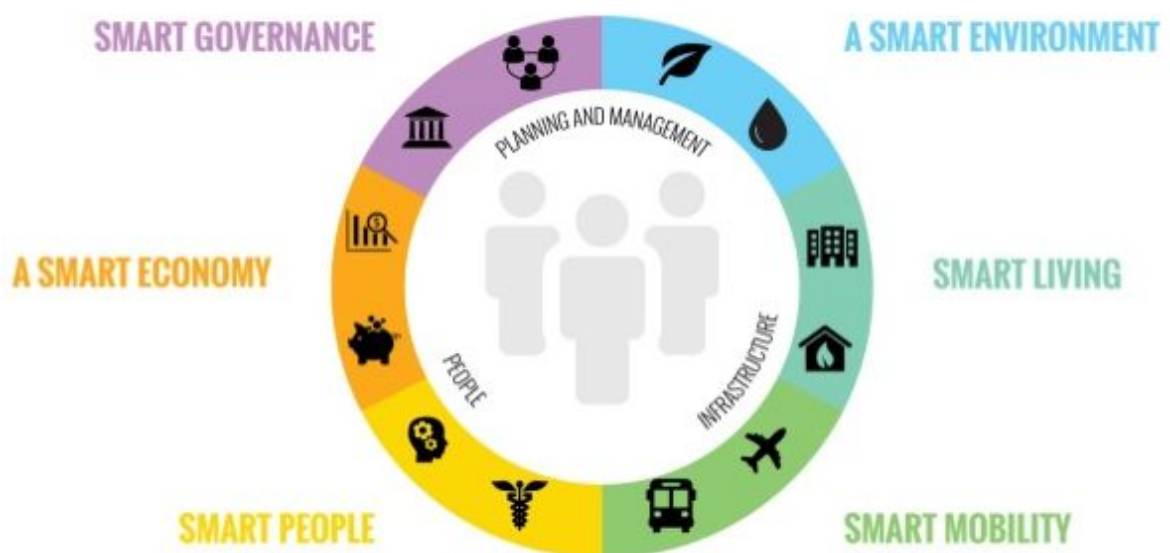 SMART GOVERNANCE
A SMART ENVIRONMENT
PLANNING AND MANAGEMENT
$
A SMART ECONOMY
SMART LIVING
PEOPLE
INFRASTRUCTURE
SMART PEOPLE
SMART MOBILITY